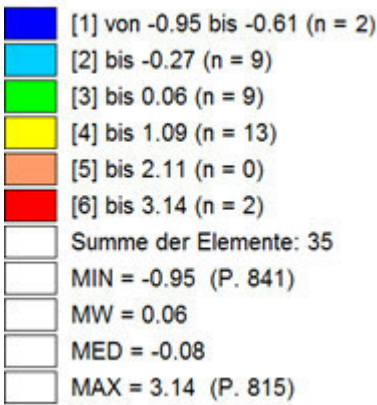 [1] von -0.95 bis -0.61 (n = 2)
[2] bis -0.27 (n = 9)
[3] bis 0.06 (n = 9)
[4] bis 1.09 (n = 13)
[5] bis 2.11 (n = 0)
[6] bis 3.14 (n = 2)
Summe der Elemente: 35
MIN = -0.95 (P. 841)
MW = 0.06
MED = -0.08
MAX = 3.14 (P. 815)